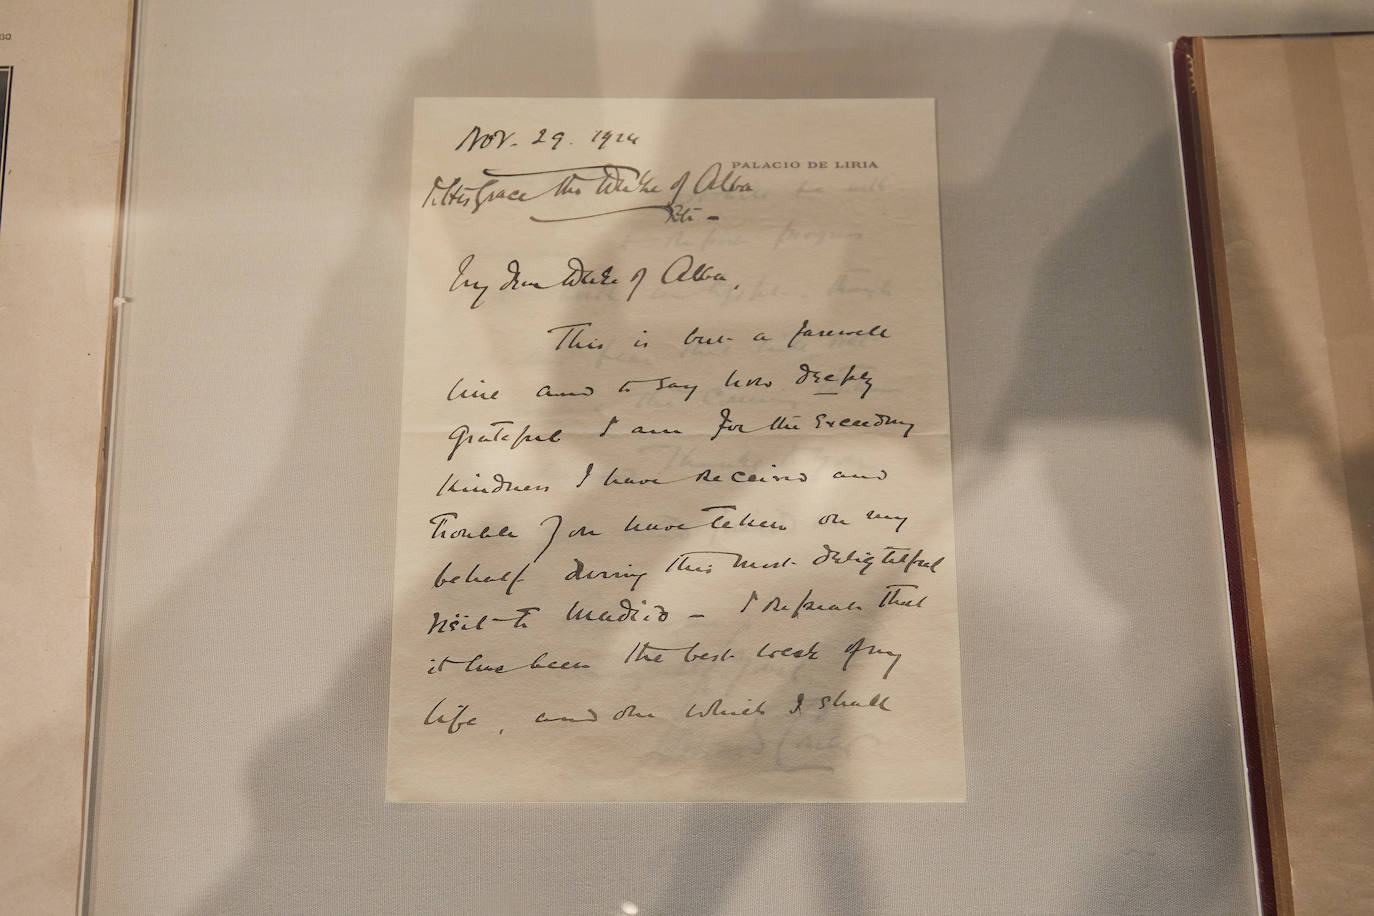 Nov. 29. 1924
PALACIO DE LIRIA
His Grace the Duke of Alba
My dear Duke of Alba,
This is but a farewell
line and to say how deeply
grateful I am for the exceeding
kindness I have received and
trouble you have taken on my
behalf during this most delightful
visit to Madrid — I repeat that
it has been the best week of my
life, and one which I shall